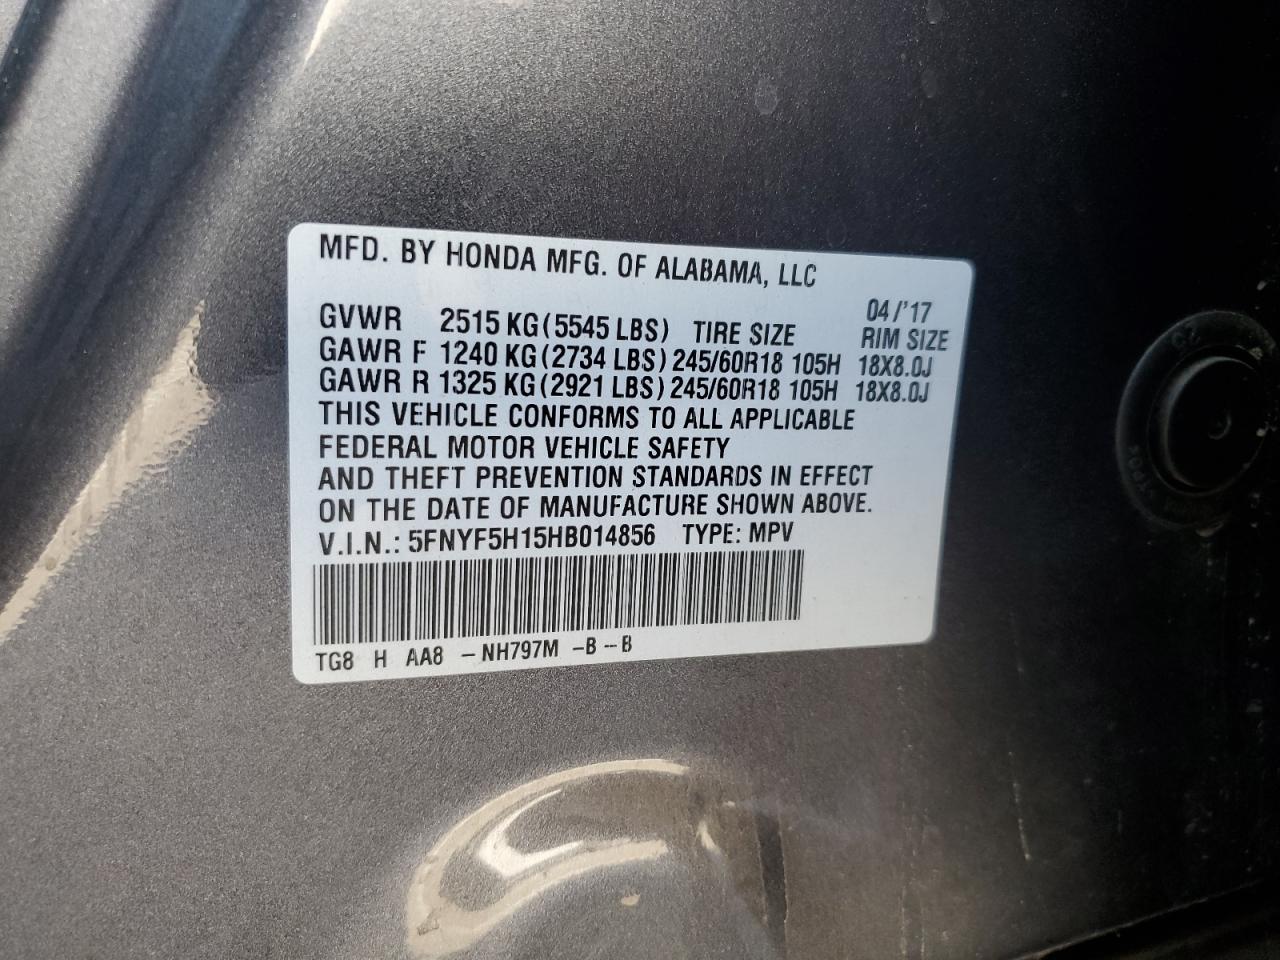 MFD. BY HONDA MFG. OF ALABAMA, LLC
04/'17
GVWR 2515 KG(5545 LBS) TIRE SIZE RIM SIZE
GAWR F 1240 KG(2734 LBS) 245/60R18 105H 18X8.0J
GAWR R 1325 KG(2921 LBS) 245/60R18 105H 18X8.0J
THIS VEHICLE CONFORMS TO ALL APPLICABLE
FEDERAL MOTOR VEHICLE SAFETY
AND THEFT PREVENTION STANDARDS IN EFFECT
ON THE DATE OF MANUFACTURE SHOWN ABOVE.
V.I.N.: 5FNYF5H15HB014856 TYPE: MPV
TG8 H AA8 -NH797M -B--B